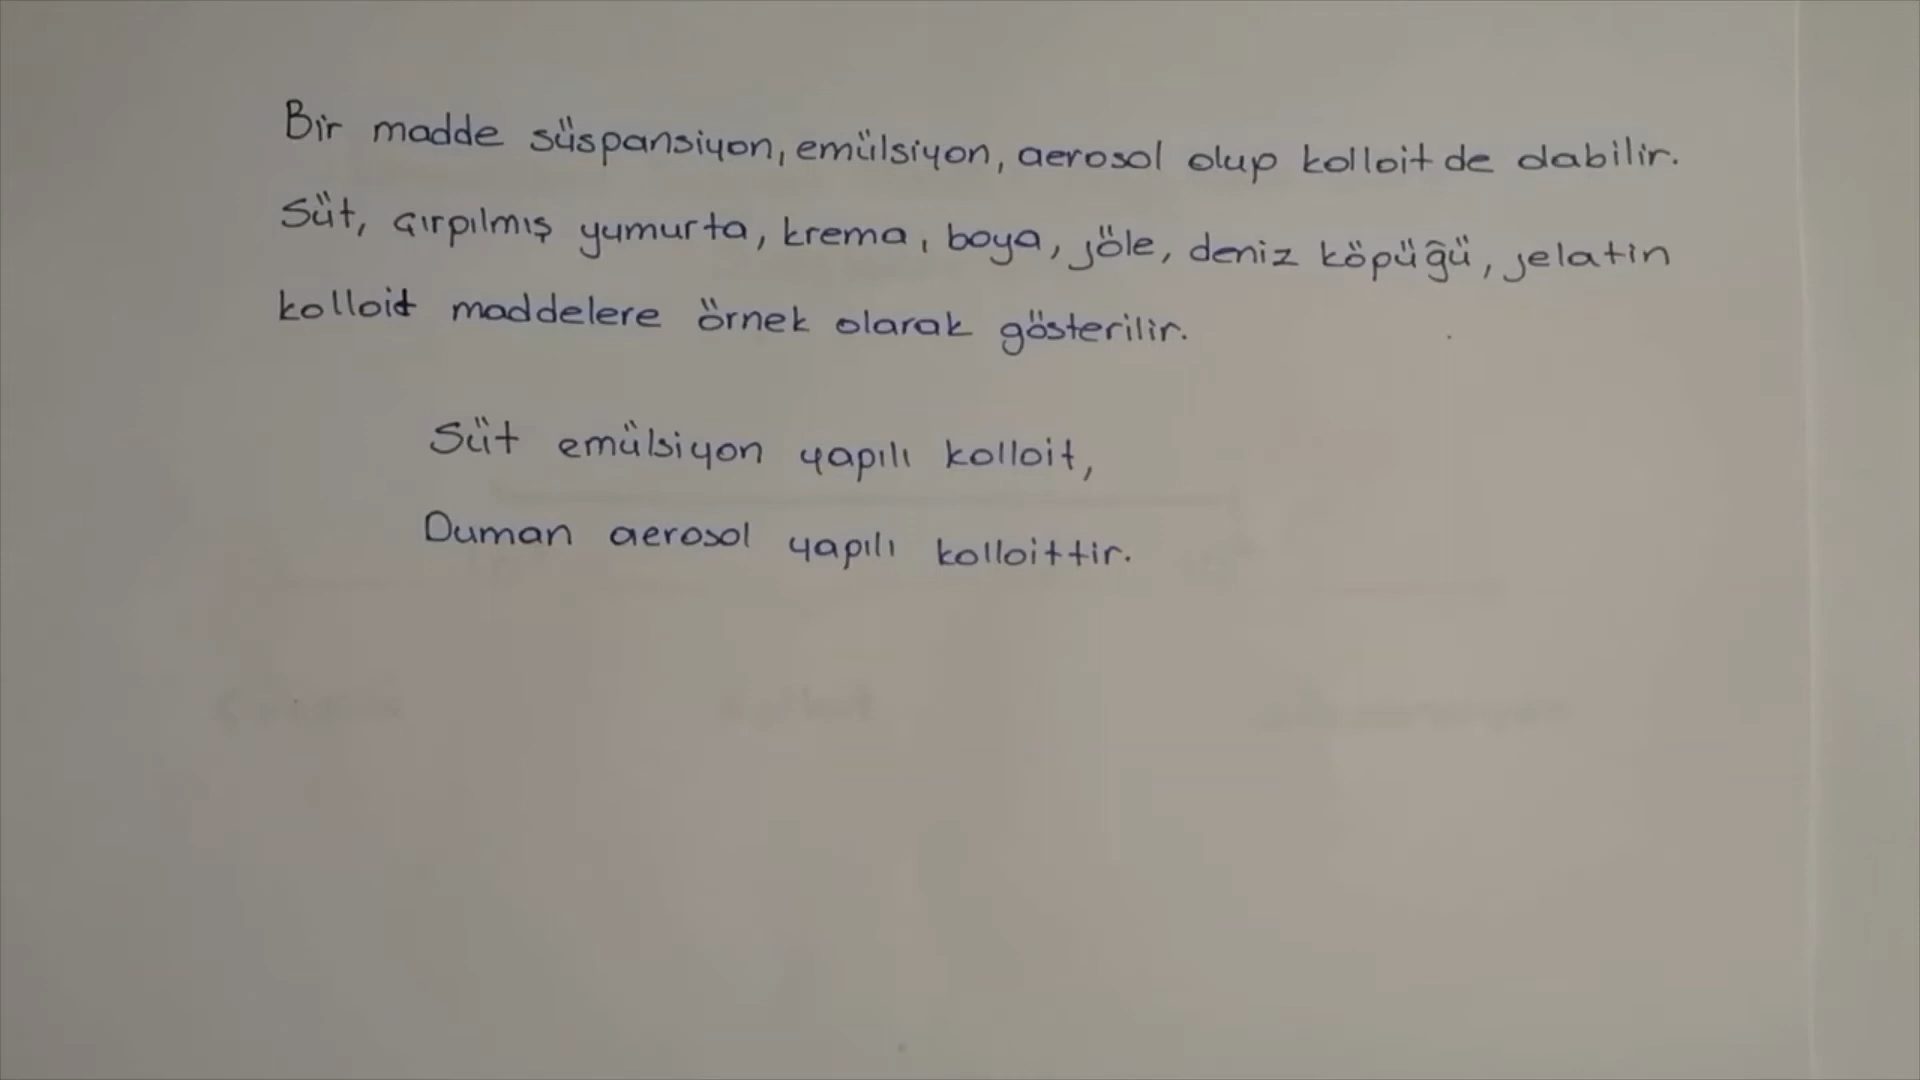 Bir madde süspansiyon, emülsiyon, aerosol olup kolloit de olabilir.
Süt, çırpılmış yumurta, krema, boya, jöle, deniz köpüğü, jelatin
kolloit maddelere örnek olarak gösterilir.
Süt emülsiyon yapılı kolloit,
Duman aerosol yapılı kolloittir.